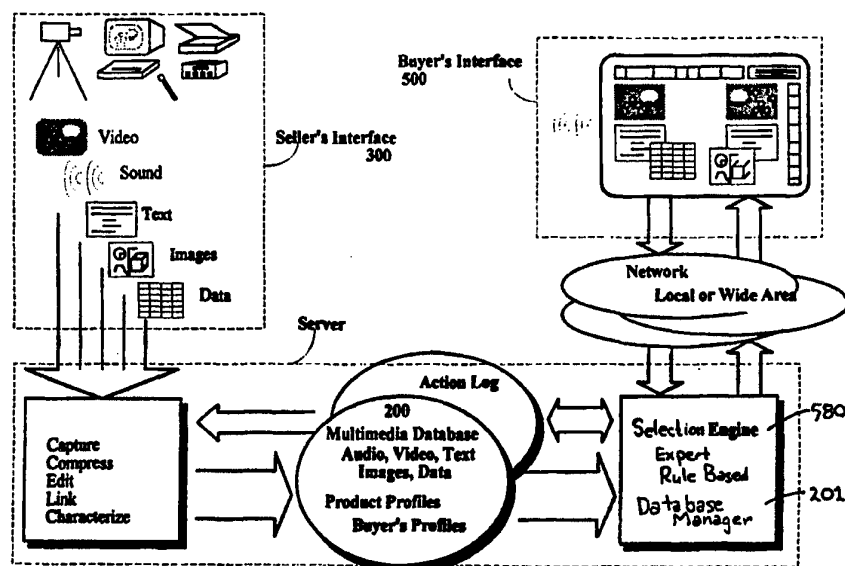 Buyer's Interface
500
Video
Seller's Interface
300
Sound
Text
Images
Data
Network
Local or Wide Area
Server
Action Log
200
Multimedia Database
Audio, Video, Text
Images, Data
Product Profiles
Buyer's Profiles
Capture
Compress
Edit
Link
Characterize
Selection Engine
580
Expert
Rule Based
201
Database
Manager